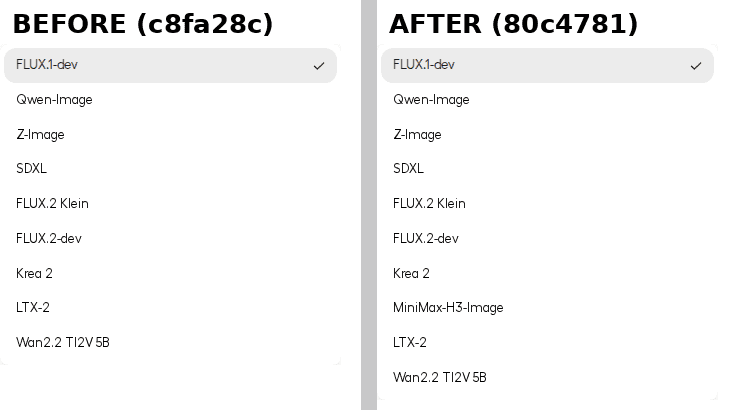 BEFORE (c8fa28c)
FLUX.1-dev
Qwen-Image
Z-Image
SDXL
FLUX.2 Klein
FLUX.2-dev
Krea 2
LTX-2
Wan2.2 TI2V 5B
AFTER (80c4781)
FLUX.1-dev
Qwen-Image
Z-Image
SDXL
FLUX.2 Klein
FLUX.2-dev
Krea 2
MiniMax-H3-Image
LTX-2
Wan2.2 TI2V 5B